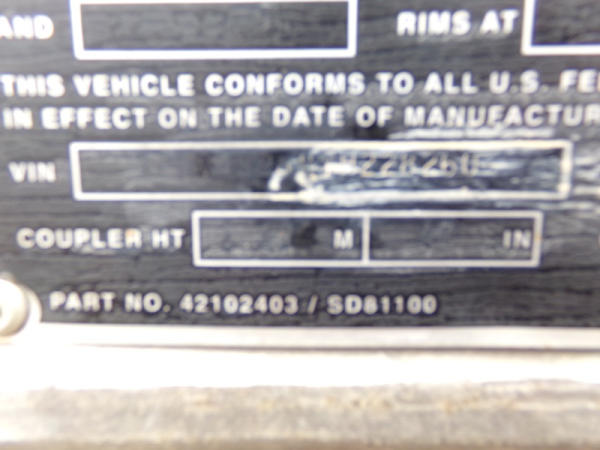 AND RIMS AT
THIS VEHICLE CONFORMS TO ALL U.S. FE
IN EFFECT ON THE DATE OF MANUFACTUR
VIN
COUPLER HT M IN
PART NO. 42102403 / SD81100